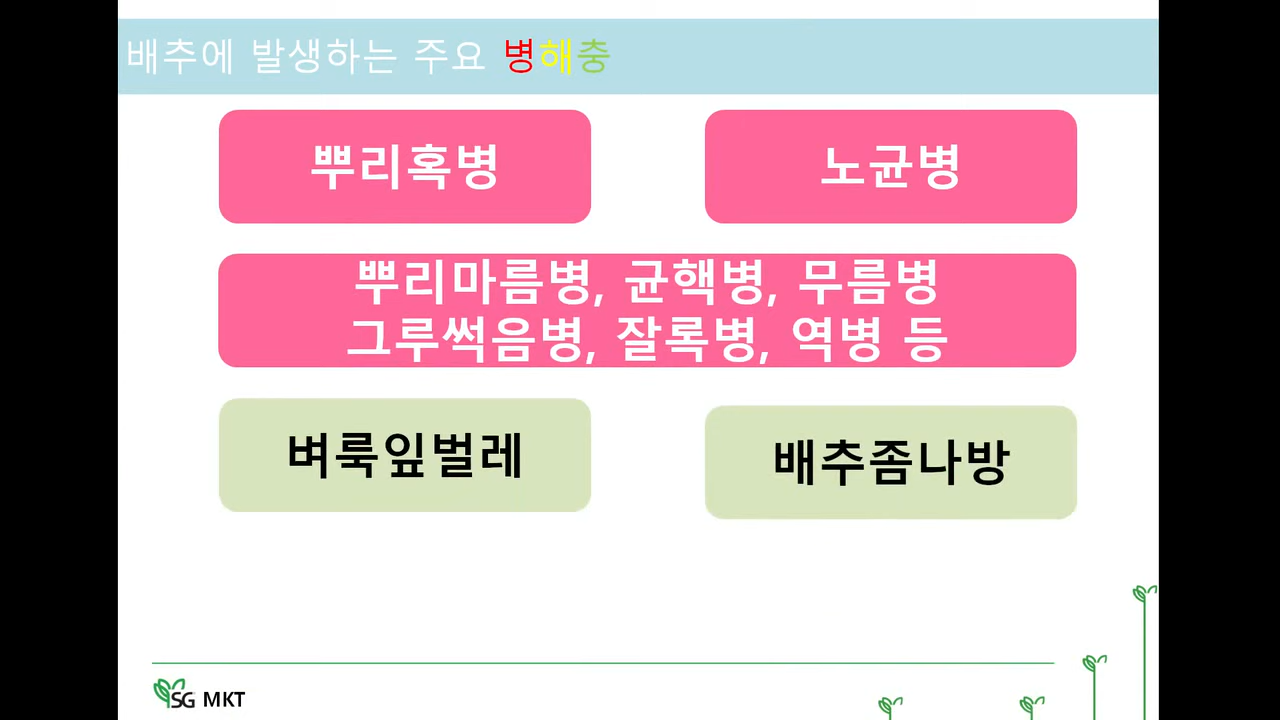 배추에 발생하는 주요 병해충
뿌리혹병
노균병
뿌리마름병, 균핵병, 무름병
그루썩음병, 잘록병, 역병 등
벼룩잎벌레
배추좀나방
SG MKT